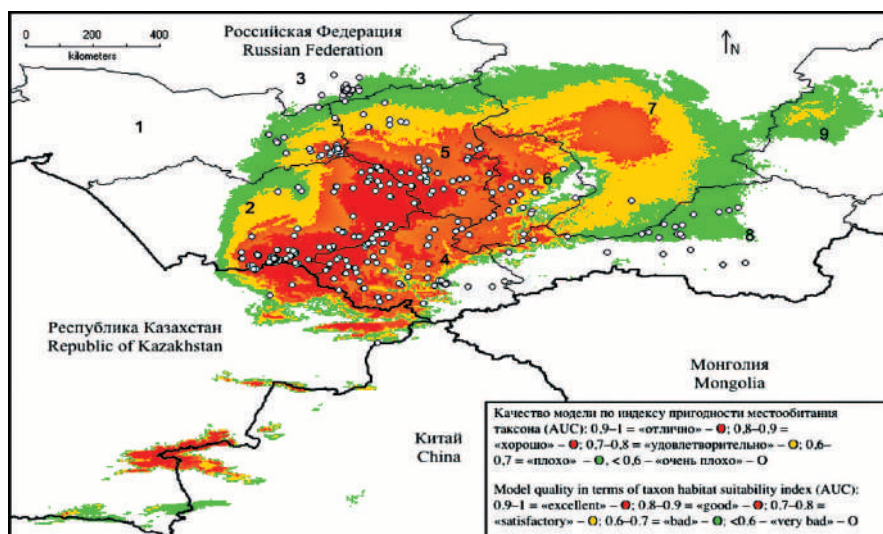 0 200 400
kilometers
Российская Федерация
Russian Federation
N
3
1
7
9
5
6
2
8
4
Республика Казахстан
Republic of Kazakhstan
Монголия
Mongolia
Китай
China
Качество модели по индексу пригодности местообитания
таксона (AUC): 0.9–1 = «отлично» – ; 0.8–0.9 =
«хорошо» – ; 0.7–0.8 = «удовлетворительно» – ; 0,6–
0,7 = «плохо» – , < 0,6 – «очень плохо» – O
Model quality in terms of taxon habitat suitability index (AUC):
0.9–1 = «excellent» – ; 0.8–0.9 = «good» – ; 0.7–0.8 =
«satisfactory» – ; 0.6–0.7 = «bad» – ; <0.6 – «very bad» – O